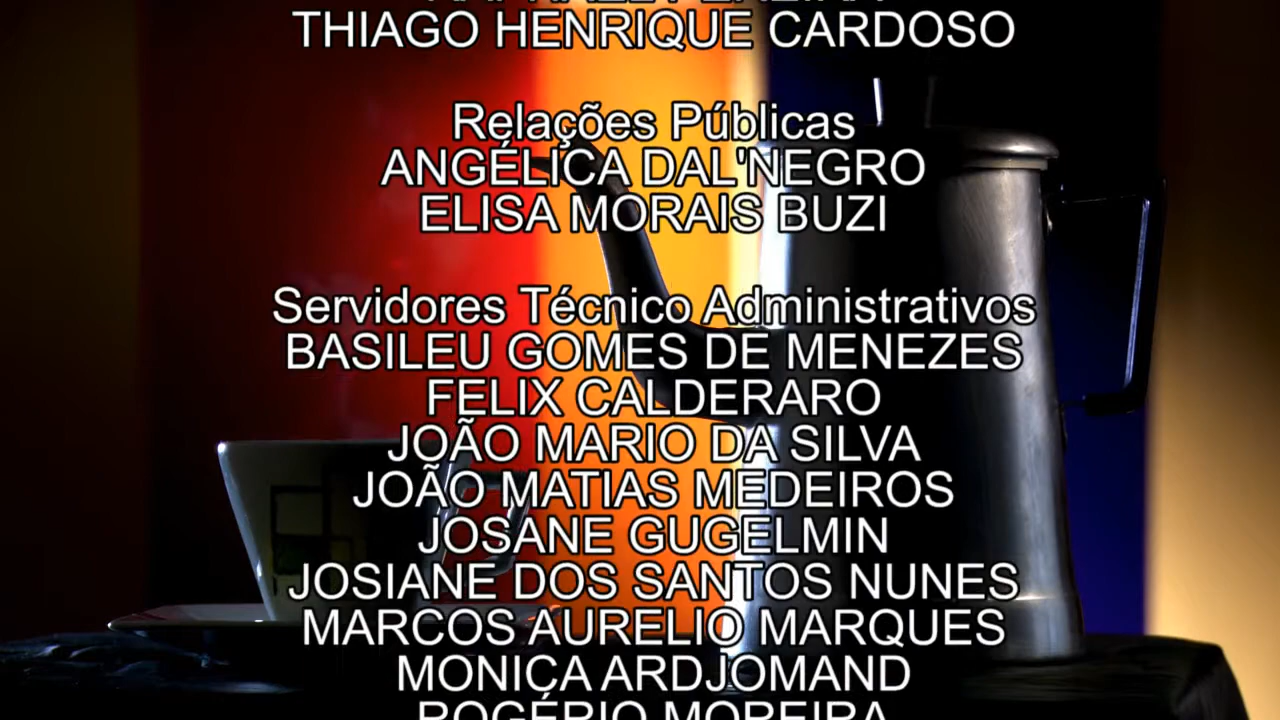 THIAGO HENRIQUE CARDOSO
Relações Públicas
ANGÉLICA DAL'NEGRO
ELISA MORAIS BUZI
Servidores Técnico Administrativos
BASILEU GOMES DE MENEZES
FELIX CALDERARO
JOÃO MARIO DA SILVA
JOÃO MATIAS MEDEIROS
JOSANE GUGELMIN
JOSIANE DOS SANTOS NUNES
MARCOS AURELIO MARQUES
MONICA ARDJOMAND
ROGÉRIO MOREIRA